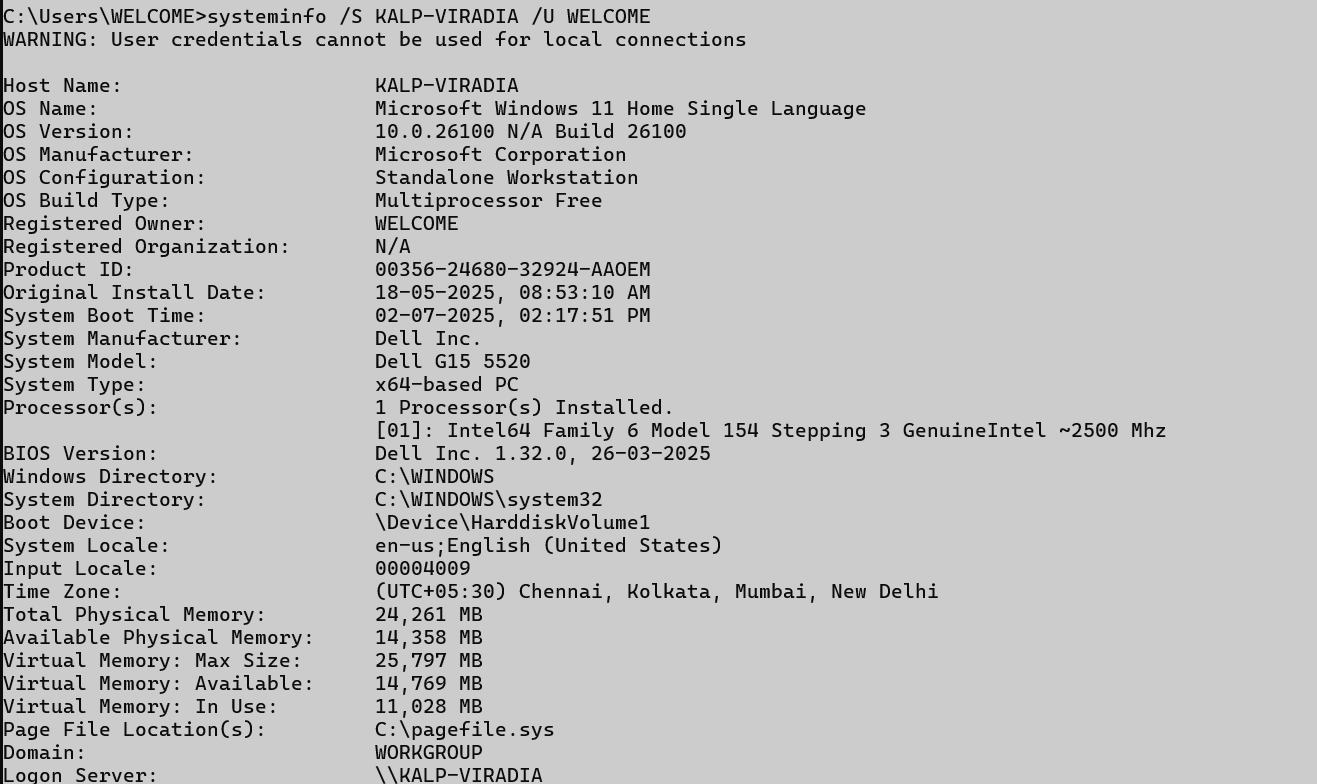 C:\Users\WELCOME>systeminfo /S KALP-VIRADIA /U WELCOME
WARNING: User credentials cannot be used for local connections
Host Name: KALP-VIRADIA
OS Name: Microsoft Windows 11 Home Single Language
OS Version: 10.0.26100 N/A Build 26100
OS Manufacturer: Microsoft Corporation
OS Configuration: Standalone Workstation
OS Build Type: Multiprocessor Free
Registered Owner: WELCOME
Registered Organization: N/A
Product ID: 00356-24680-32924-AAOEM
Original Install Date: 18-05-2025, 08:53:10 AM
System Boot Time: 02-07-2025, 02:17:51 PM
System Manufacturer: Dell Inc.
System Model: Dell G15 5520
System Type: x64-based PC
Processor(s): 1 Processor(s) Installed.
[01]: Intel64 Family 6 Model 154 Stepping 3 GenuineIntel ~2500 Mhz
BIOS Version: Dell Inc. 1.32.0, 26-03-2025
Windows Directory: C:\WINDOWS
System Directory: C:\WINDOWS\system32
Boot Device: \Device\HarddiskVolume1
System Locale: en-us;English (United States)
Input Locale: 00004009
Time Zone: (UTC+05:30) Chennai, Kolkata, Mumbai, New Delhi
Total Physical Memory: 24,261 MB
Available Physical Memory: 14,358 MB
Virtual Memory: Max Size: 25,797 MB
Virtual Memory: Available: 14,769 MB
Virtual Memory: In Use: 11,028 MB
Page File Location(s): C:\pagefile.sys
Domain: WORKGROUP
Logon Server: \\KALP-VIRADIA